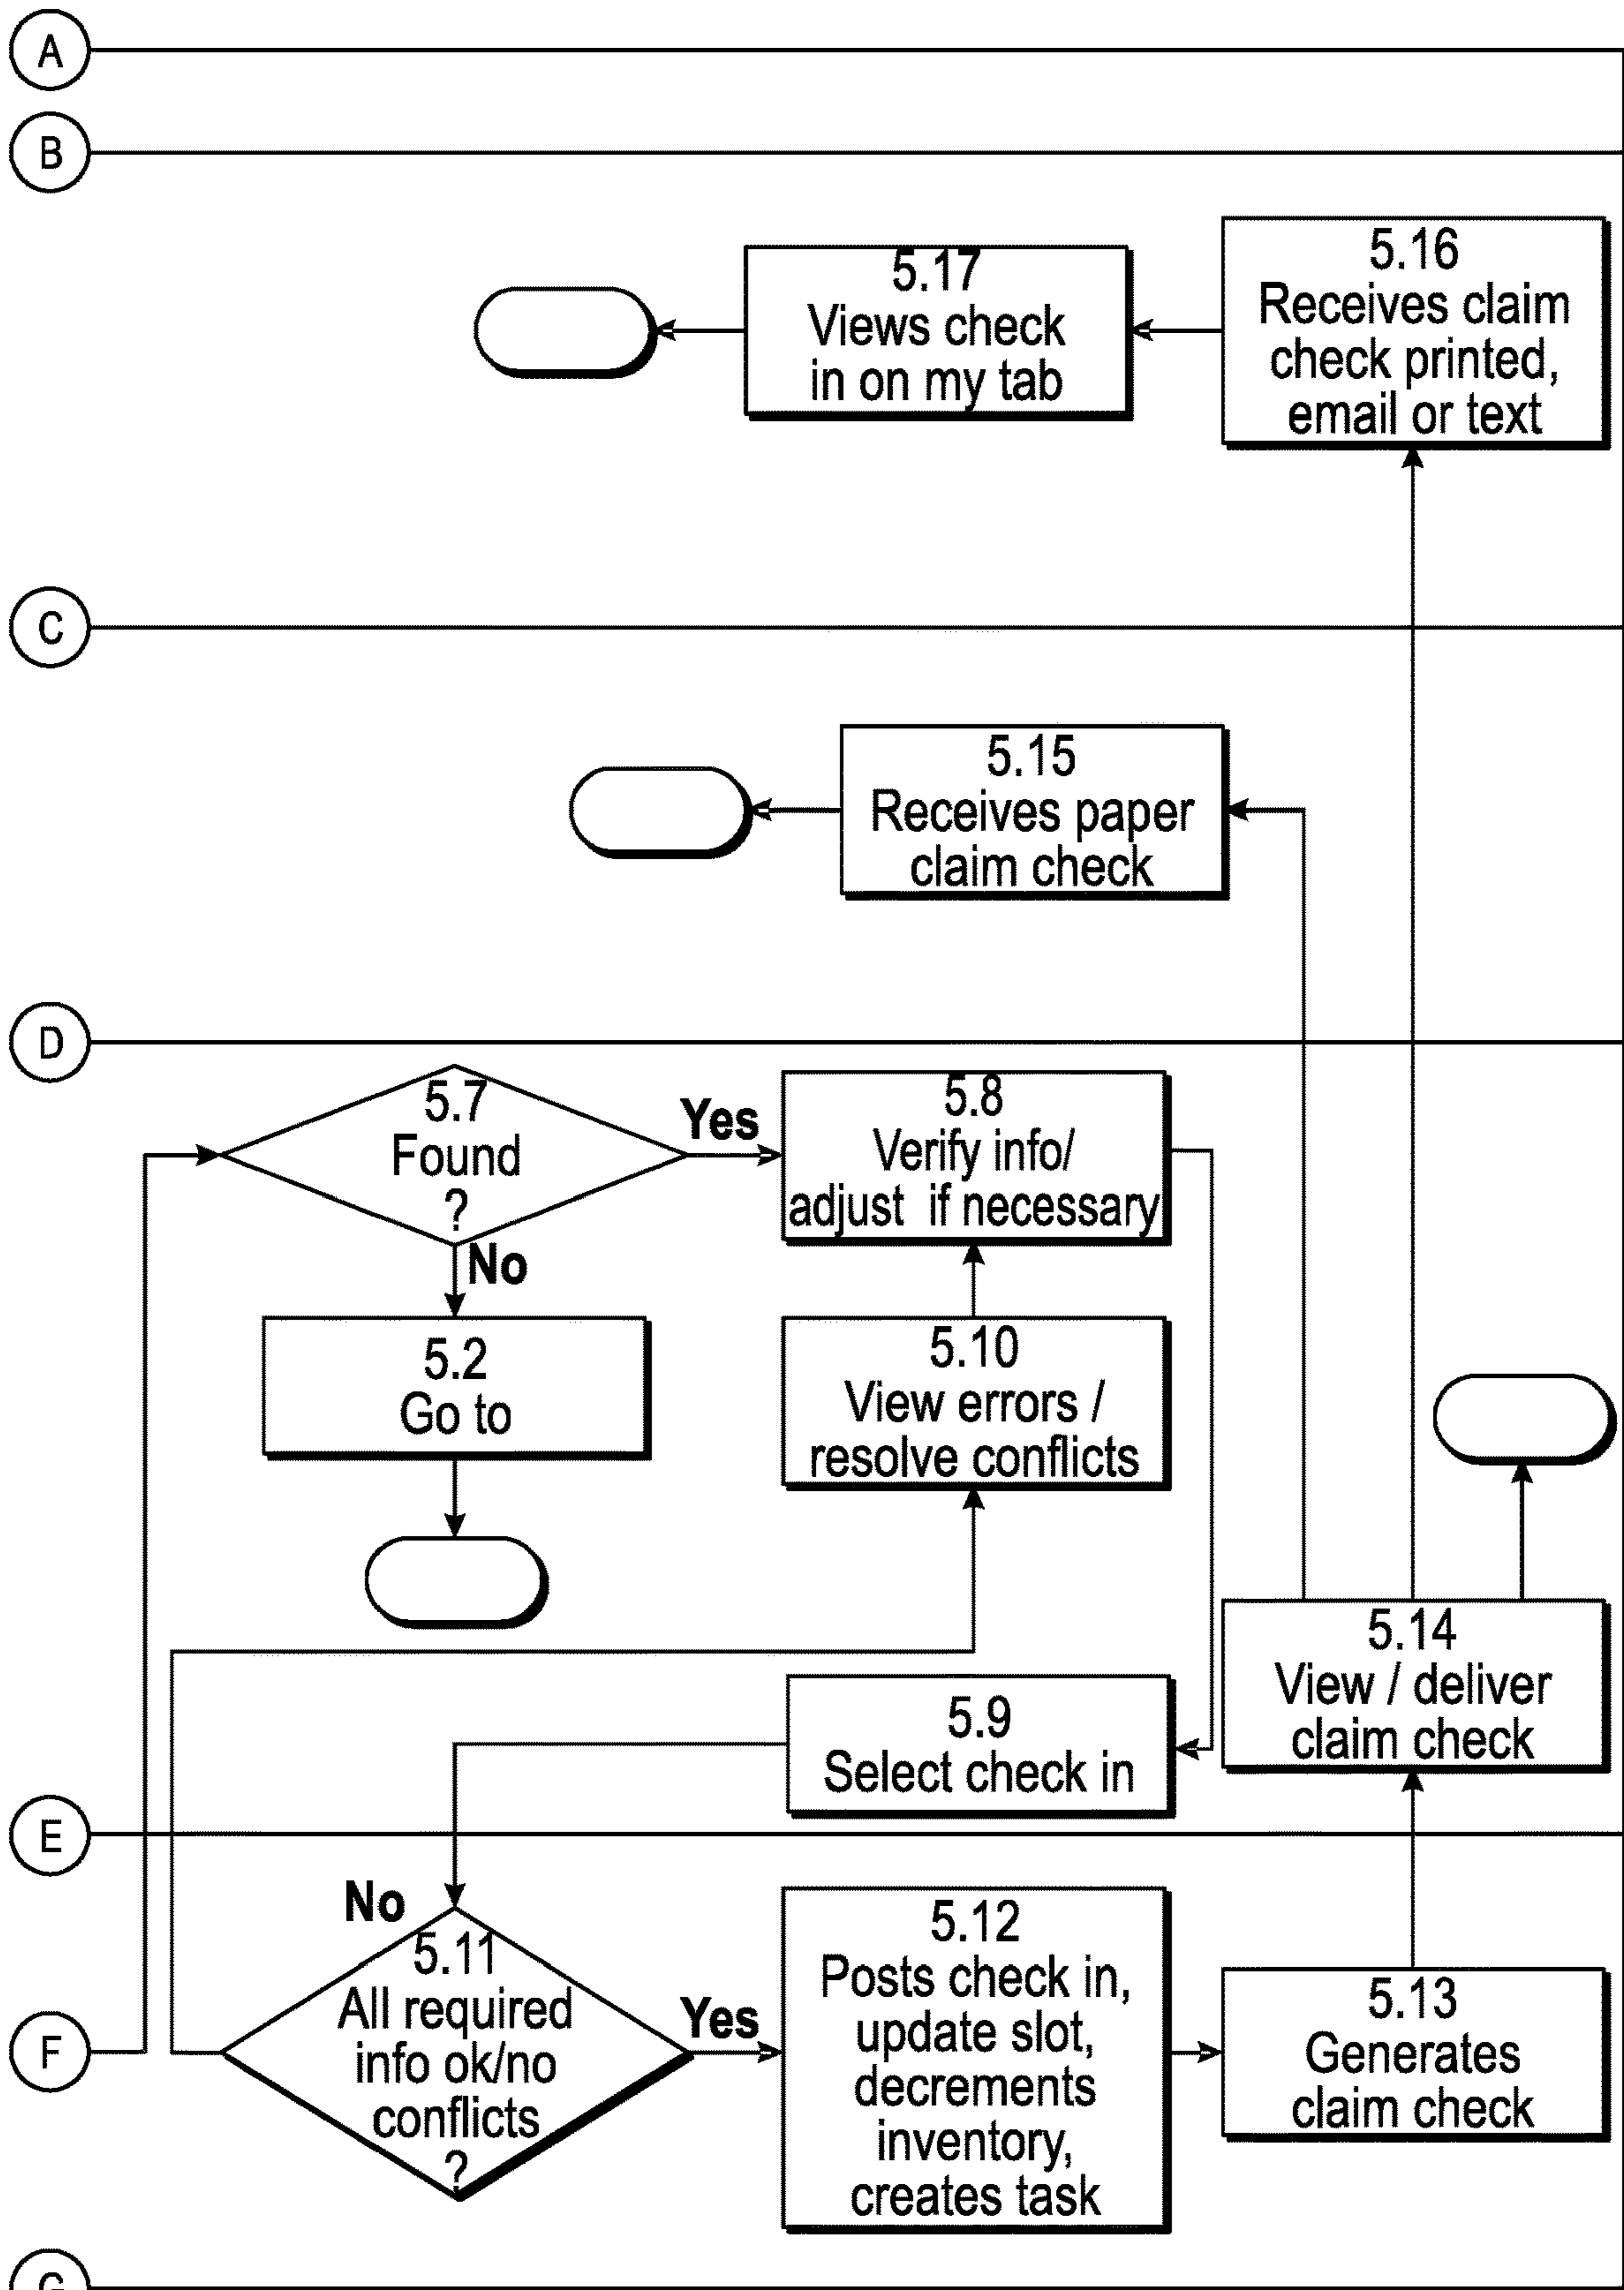 A
B
5.16
Receives claim
check printed,
email or text
5.17
Views check
in on my tab
C
5.15
Receives paper
claim check
D
5.7
Found
?
Yes
No
5.8
Verify info/
adjust if necessary
5.2
Go to
5.10
View errors /
resolve conflicts
5.14
View / deliver
claim check
5.9
Select check in
E
No
5.11
All required
info ok/no
conflicts
?
Yes
5.12
Posts check in,
update slot,
decrements
inventory,
creates task
5.13
Generates
claim check
F
G